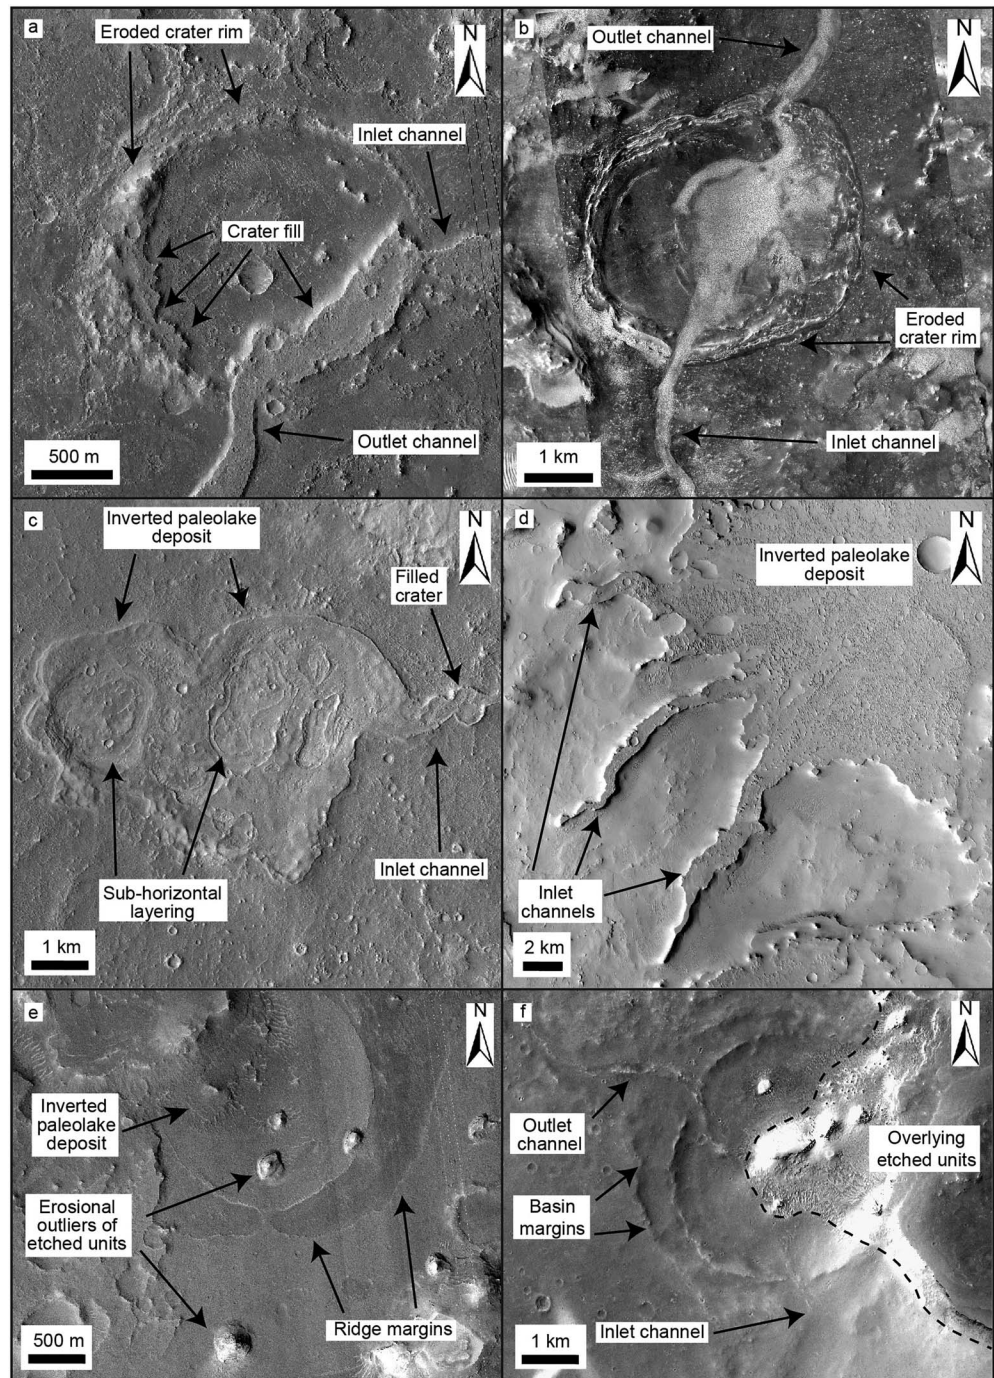 a
Eroded crater rim
N
Inlet channel
Crater fill
Outlet channel
500 m
b
Outlet channel
N
Eroded
crater rim
Inlet channel
1 km
c
Inverted paleolake
deposit
N
Filled
crater
Inlet channel
Sub-horizontal
layering
1 km
d
N
Inverted paleolake
deposit
Inlet
channels
2 km
e
N
Inverted
paleolake
deposit
Erosional
outliers of
etched units
Ridge margins
500 m
f
N
Outlet
channel
Overlying
etched units
Basin
margins
Inlet channel
1 km